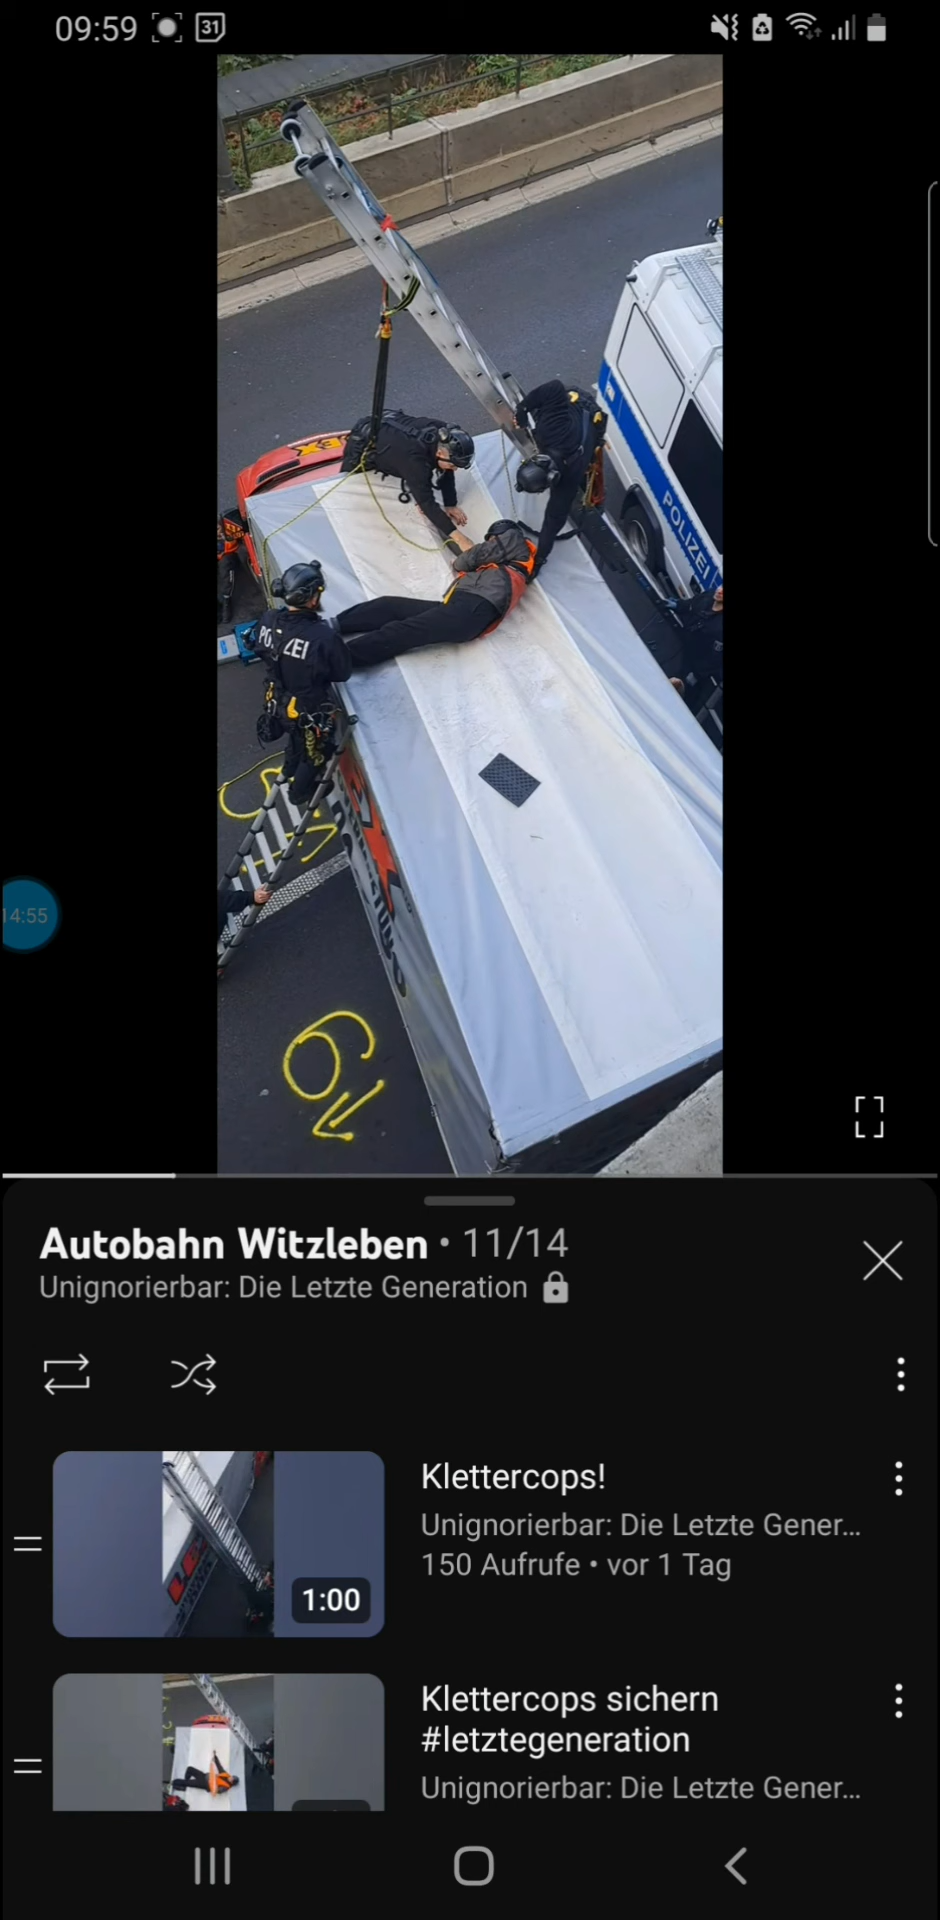 09:59
31
POLIZEI
POLIZEI
14:55
Autobahn Witzleben • 11/14
Unignorierbar: Die Letzte Generation
Klettercops!
Unignorierbar: Die Letzte Gener...
150 Aufrufe • vor 1 Tag
1:00
Klettercops sichern
#letztegeneration
Unignorierbar: Die Letzte Gener...